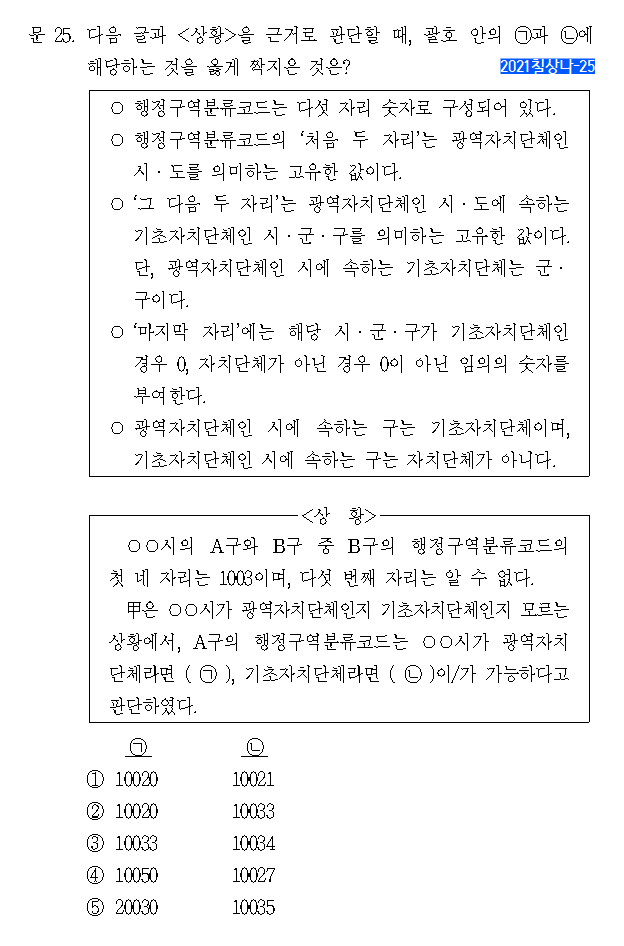 문 25. 다음 글과 <상황>을 근거로 판단할 때, 괄호 안의 ㉠과 ㉡에
해당하는 것을 옳게 짝지은 것은?
2021칠상나-25
○ 행정구역분류코드는 다섯 자리 숫자로 구성되어 있다.
○ 행정구역분류코드의 ‘처음 두 자리’는 광역자치단체인
시·도를 의미하는 고유한 값이다.
○ ‘그 다음 두 자리’는 광역자치단체인 시·도에 속하는
기초자치단체인 시·군·구를 의미하는 고유한 값이다.
단, 광역자치단체인 시에 속하는 기초자치단체는 군·
구이다.
○ ‘마지막 자리’에는 해당 시·군·구가 기초자치단체인
경우 0, 자치단체가 아닌 경우 0이 아닌 임의의 숫자를
부여한다.
○ 광역자치단체인 시에 속하는 구는 기초자치단체이며,
기초자치단체인 시에 속하는 구는 자치단체가 아니다.
<상 황>
○○시의 A구와 B구 중 B구의 행정구역분류코드의
첫 네 자리는 1003이며, 다섯 번째 자리는 알 수 없다.
甲은 ○○시가 광역자치단체인지 기초자치단체인지 모르는
상황에서, A구의 행정구역분류코드는 ○○시가 광역자치
단체라면 ( ㉠ ), 기초자치단체라면 ( ㉡ )이/가 가능하다고
판단하였다.
㉠ ㉡
① 10020 10021
② 10020 10033
③ 10033 10034
④ 10050 10027
⑤ 20030 10035